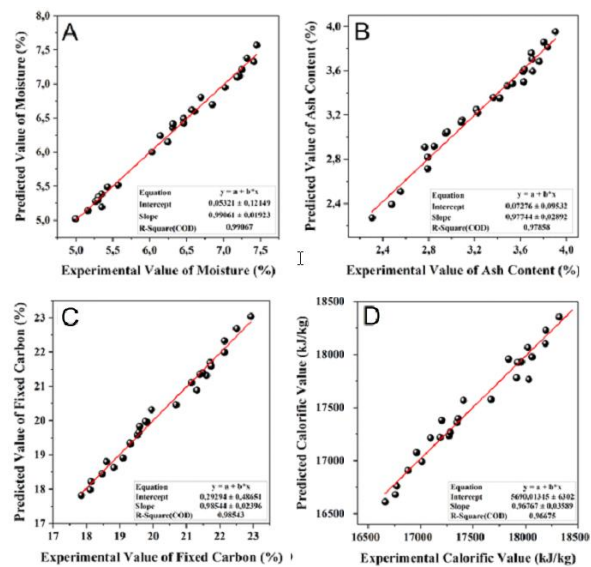 A
Predicted Value of Moisture (%)
8,0
7,5
7,0
6,5
6,0
5,5
5,0
Equation y = a + b*x
Intercept 0,05321 ± 0,12149
Slope 0,99061 ± 0,01923
R-Square(COD) 0,99067
5,0 5,5 6,0 6,5 7,0 7,5
Experimental Value of Moisture (%)
B
Predicted Value of Ash Content (%)
4,0
3,6
3,2
2,8
2,4
Equation y = a + b*x
Intercept 0,07276 ± 0,09532
Slope 0,97744 ± 0,02892
R-Square(COD) 0,97858
2,4 2,8 3,2 3,6 4,0
Experimental Value of Ash Content (%)
C
Predicted Value of Fixed Carbon (%)
23
22
21
20
19
18
17
Equation y = a + b*x
Intercept 0,29294 ± 0,48651
Slope 0,98544 ± 0,02396
R-Square(COD) 0,98543
17 18 19 20 21 22 23
Experimental Value of Fixed Carbon (%)
D
Predicted Calorific Value (kJ/kg)
18500
18000
17500
17000
16500
Equation y = a + b*x
Intercept ± 6302
Slope 0,96767 ± 0,03589
R-Square(COD) 0,96675
16500 17000 17500 18000 18500
Experimental Calorific Value (kJ/kg)